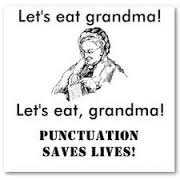 Let's eat grandma!
Let's eat, grandma!
PUNCTUATION
SAVES LIVES!